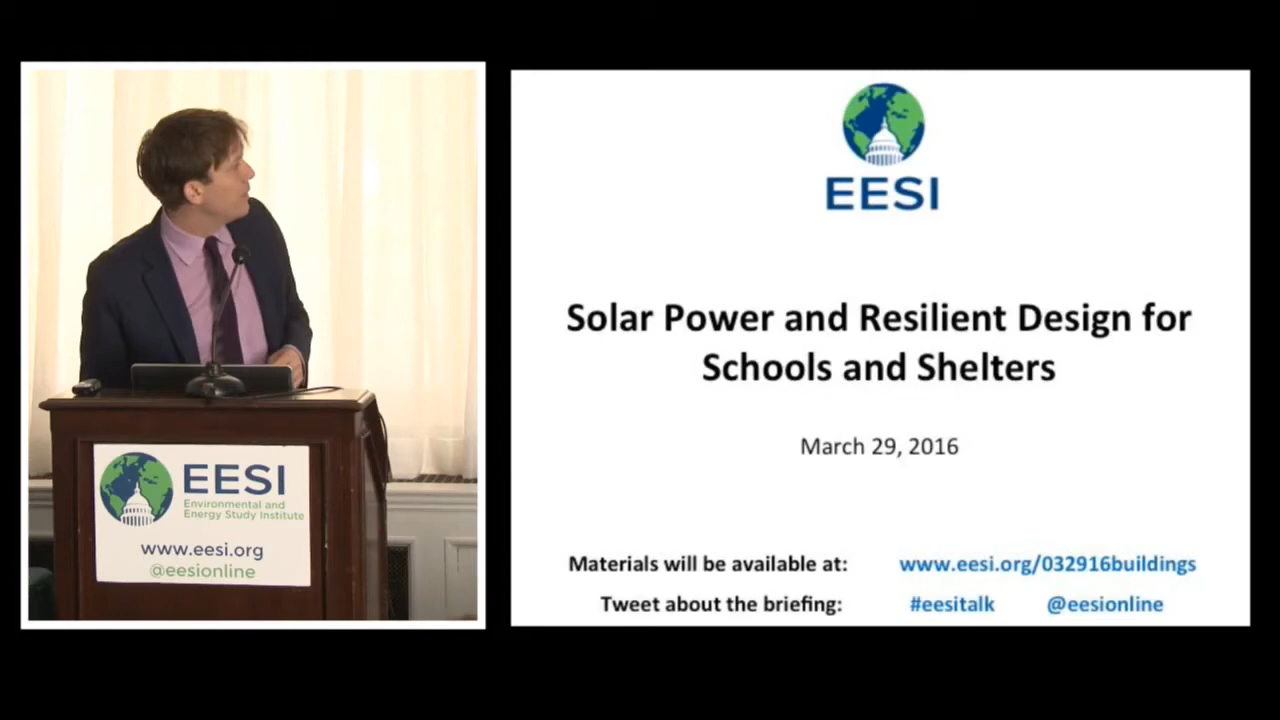 EESI
Environmental and
Energy Study Institute
www.eesi.org
@eesionline
EESI
Solar Power and Resilient Design for
Schools and Shelters
March 29, 2016
Materials will be available at: www.eesi.org/032916buildings
Tweet about the briefing: #eesitalk @eesionline